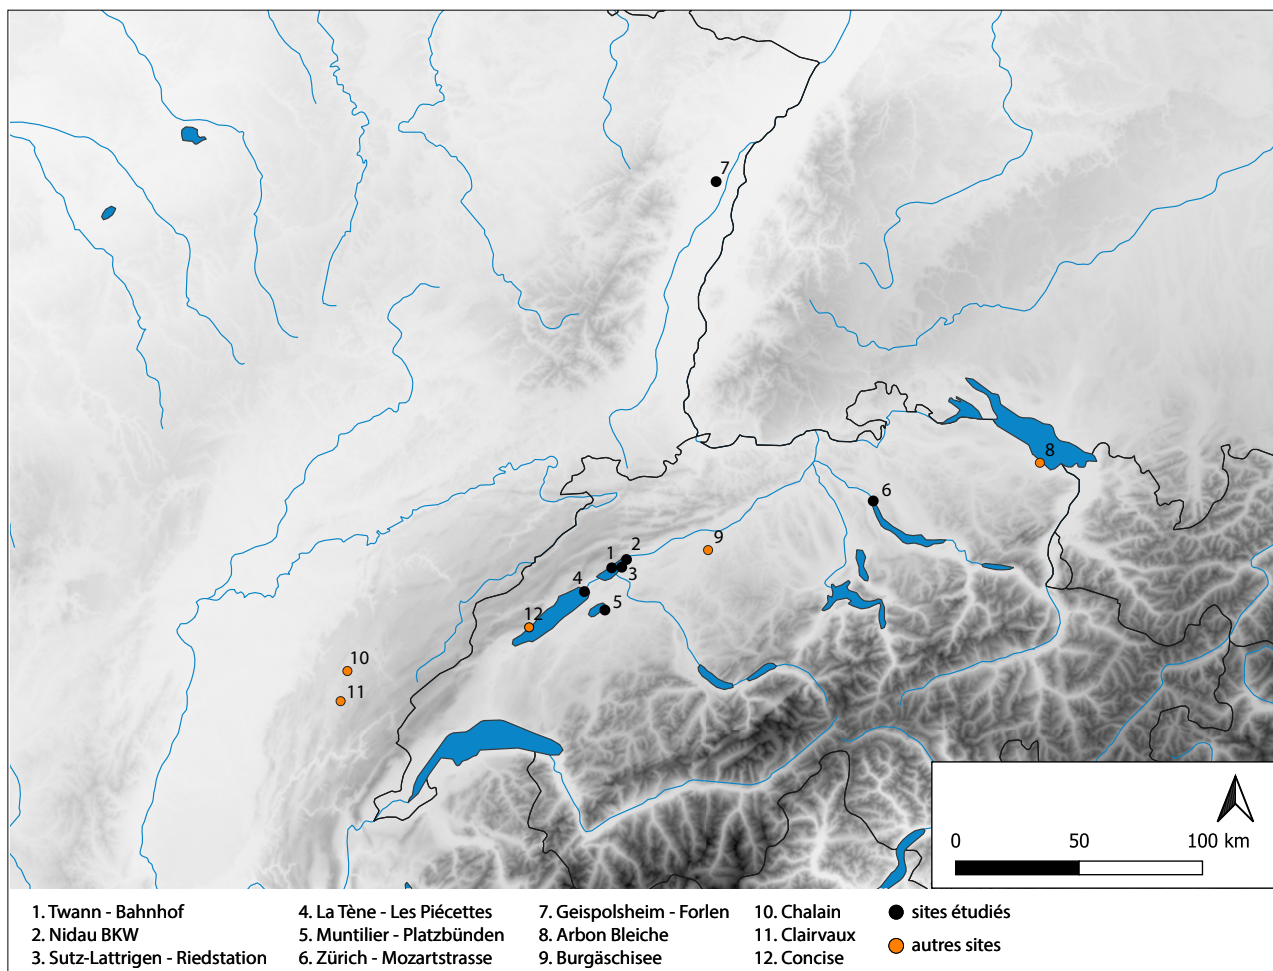 7
8
6
9
2
1
3
4
5
12
10
11
0 50 100 km
1. Twann - Bahnhof
2. Nidau BKW
3. Sutz-Lattrigen - Riedstation
4. La Tène - Les Piécettes
5. Muntilier - Platzbünden
6. Zürich - Mozartstrasse
7. Geispolsheim - Forlen
8. Arbon Bleiche
9. Burgäschisee
10. Chalain
11. Clairvaux
12. Concise
sites étudiés
autres sites